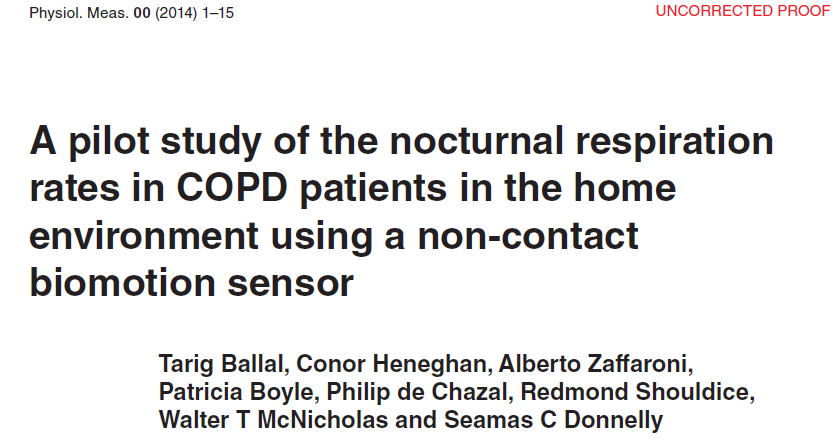 Physiol. Meas. 00 (2014) 1–15
UNCORRECTED PROOF
A pilot study of the nocturnal respiration
rates in COPD patients in the home
environment using a non-contact
biomotion sensor
Tarig Ballal, Conor Heneghan, Alberto Zaffaroni,
Patricia Boyle, Philip de Chazal, Redmond Shouldice,
Walter T McNicholas and Seamas C Donnelly